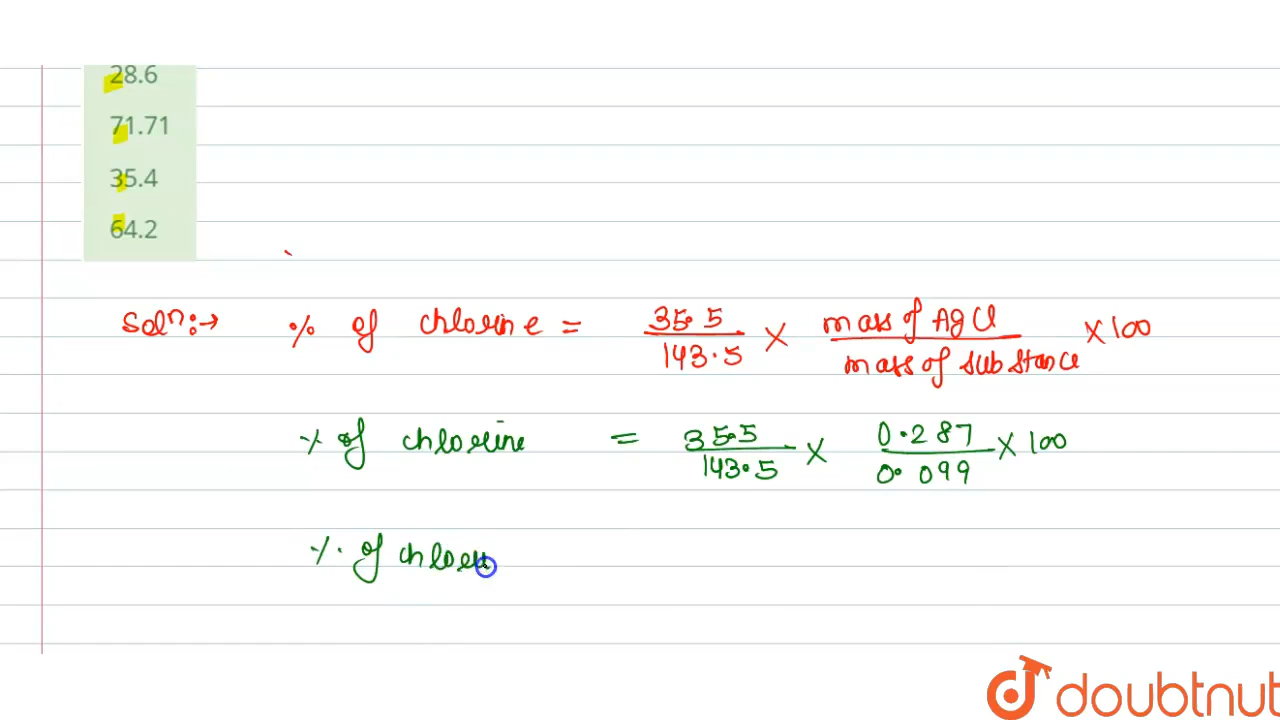 28.6
71.71
35.4
64.2
Solⁿ:→ % of chlorine = 35.5/143.5 × mass of AgCl/mass of substance × 100
% of chlorine = 35.5/143.5 × 0.287/0.099 × 100
% of chlori
doubtnut